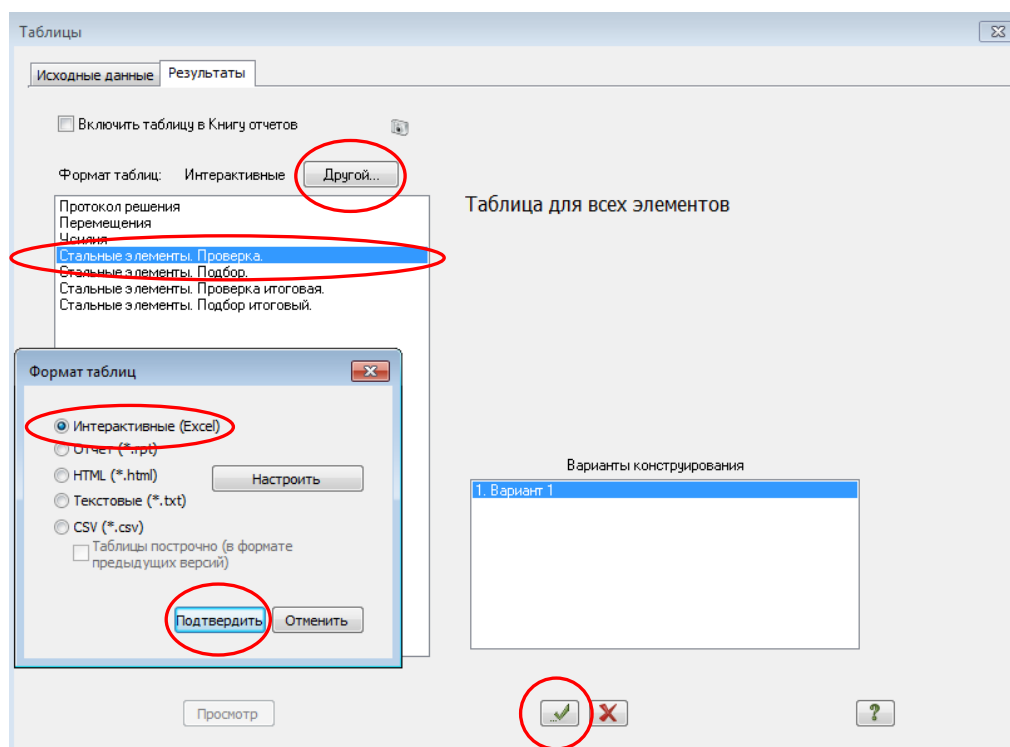 Таблицы
Исходные данные Результаты
Включить таблицу в Книгу отчетов
Формат таблиц: Интерактивные Другой...
Таблица для всех элементов
Протокол решения
Перемещения
Усилия
Стальные элементы. Проверка.
Стальные элементы. Подбор.
Стальные элементы. Проверка итоговая.
Стальные элементы. Подбор итоговый.
Формат таблиц
Интерактивные (Excel)
Отчет (*.rpt)
HTML (*.html)
Настроить
Текстовые (*.txt)
CSV (*.csv)
Таблицы построчно (в формате
предыдущих версий)
Подтвердить Отменить
Варианты конструирования
1. Вариант 1
Просмотр
?